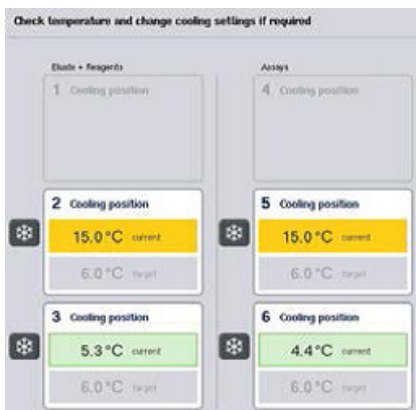 Check temperature and change cooling settings if required
Eluate + Reagents
Assays
1 Cooling position
4 Cooling position
2 Cooling position
5 Cooling position
15.0°C current
15.0°C current
6.0°C target
6.0°C target
3 Cooling position
6 Cooling position
5.3°C current
4.4°C current
6.0°C target
6.0°C target